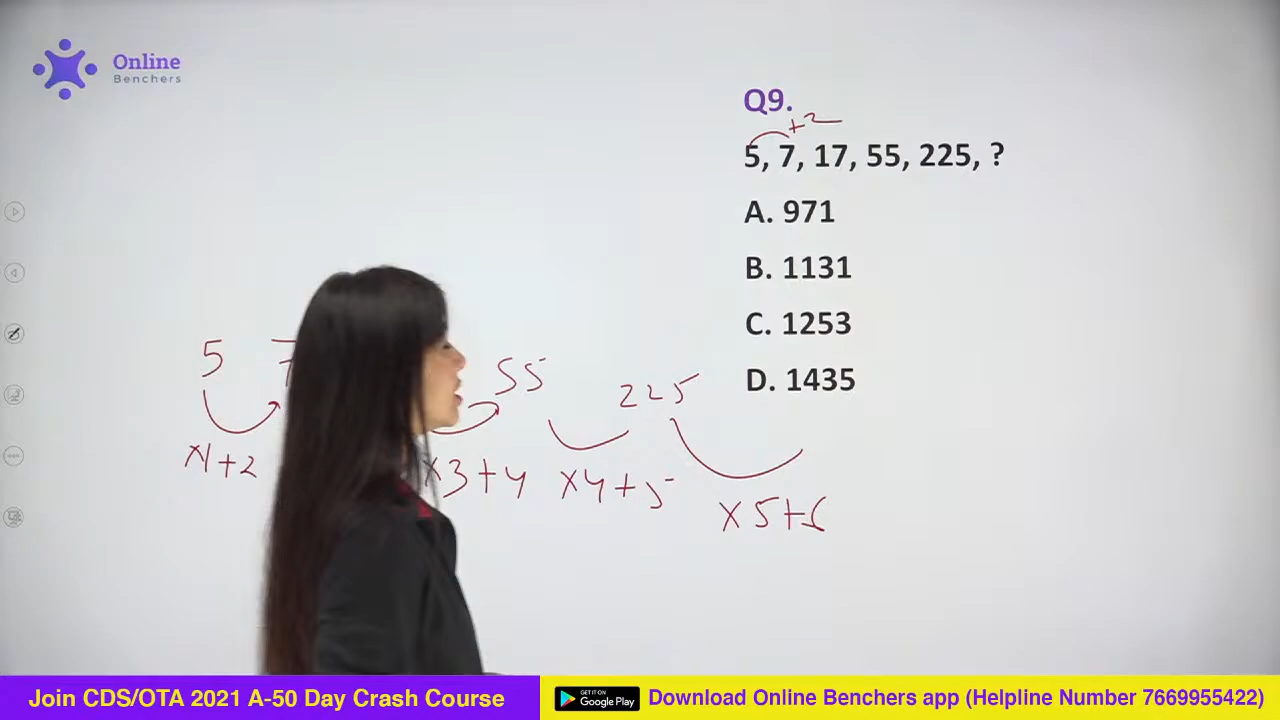 Online
Benchers
Q9.
+2
5, 7, 17, 55, 225, ?
A. 971
B. 1131
C. 1253
D. 1435
5 7 55 225
×1+2 ×3+4 ×4+5 ×5+6
Join CDS/OTA 2021 A-50 Day Crash Course
GET IT ON
Google Play
Download Online Benchers app (Helpline Number 7669955422)